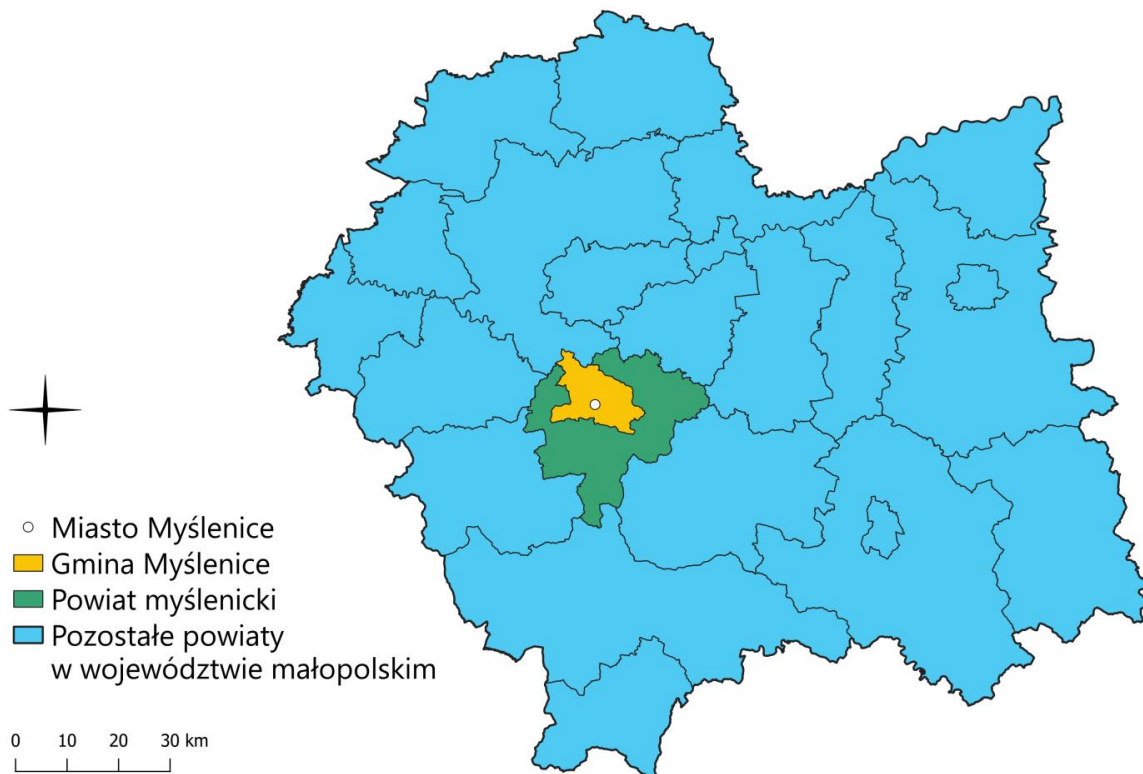 Miasto Myślenice
Gmina Myślenice
Powiat myślenicki
Pozostałe powiaty
w województwie małopolskim
0 10 20 30 km